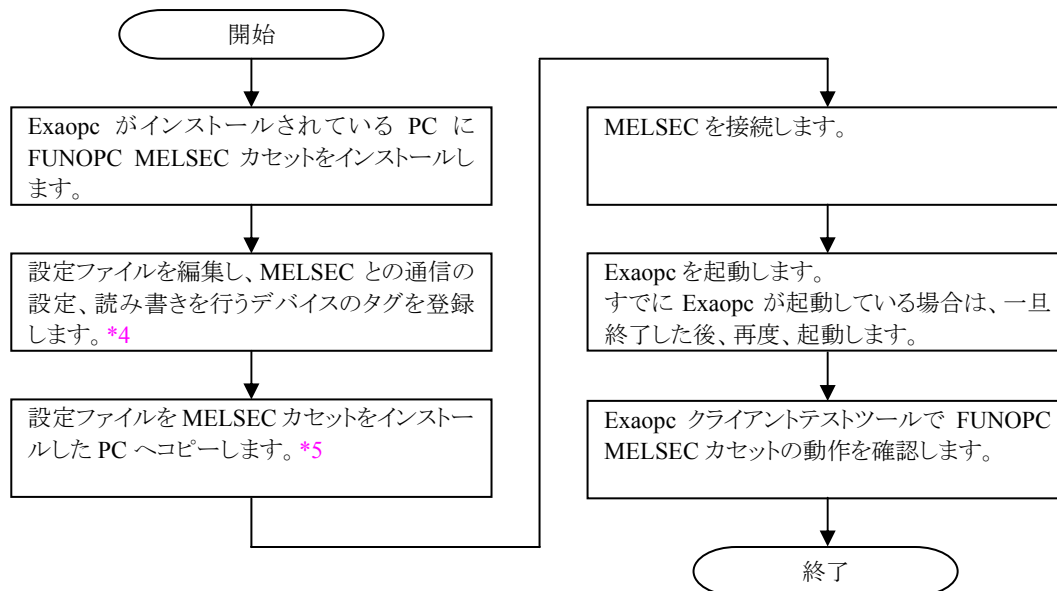 開始
Exaopc がインストールされている PC に
FUNOPC MELSEC カセットをインストールし
ます。
設定ファイルを編集し、MELSEC との通信の
設定、読み書きを行うデバイスのタグを登録
します。*4
設定ファイルを MELSEC カセットをインストー
ルした PC へコピーします。*5
MELSEC を接続します。
Exaopc を起動します。
すでに Exaopc が起動している場合は、一旦
終了した後、再度、起動します。
Exaopc クライアントテストツールで FUNOPC
MELSEC カセットの動作を確認します。
終了